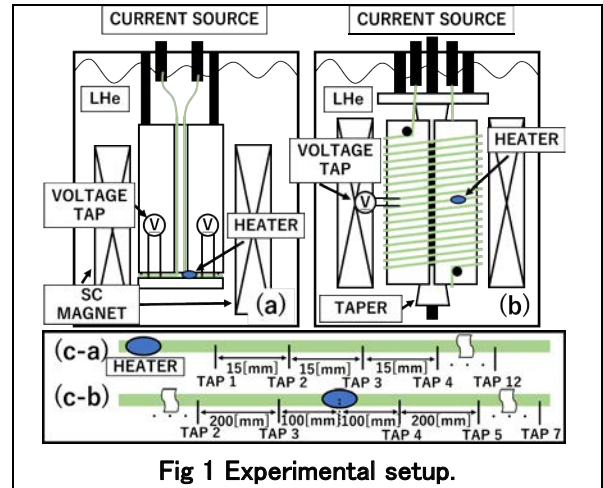 CURRENT SOURCE
CURRENT SOURCE
LHe
LHe
HEATER
VOLTAGE
TAP
VOLTAGE
TAP
V
V
V
HEATER
SC
MAGNET
(a)
TAPER
(b)
(c-a)
HEATER
15[mm]
15[mm]
15[mm]
TAP 1
TAP 2
TAP 3
TAP 4
TAP 12
(c-b)
200[mm]
100[mm]
100[mm]
200[mm]
TAP 2
TAP 3
TAP 4
TAP 5
TAP 7
Fig 1 Experimental setup.